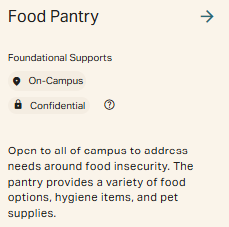 Food Pantry
Foundational Supports
On-Campus
Confidential
Open to all of campus to address
needs around food insecurity. The
pantry provides a variety of food
options, hygiene items, and pet
supplies.